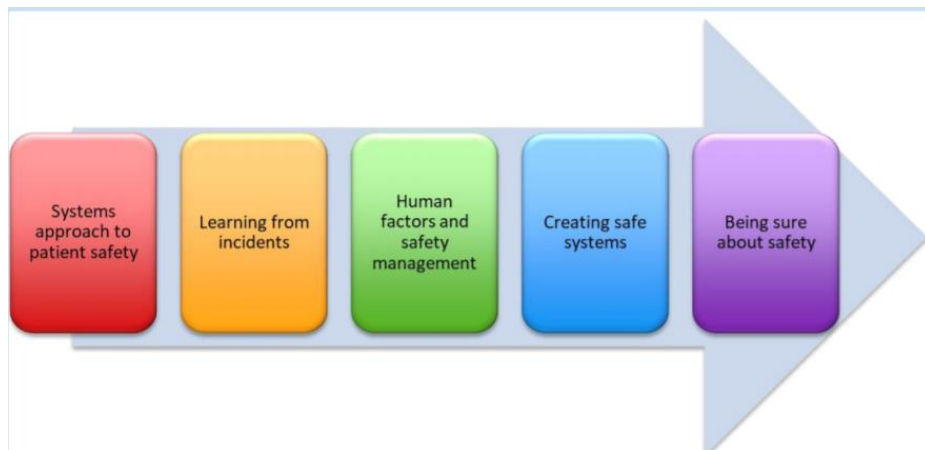 Systems
approach to
patient safety
Learning from
incidents
Human
factors and
safety
management
Creating safe
systems
Being sure
about safety